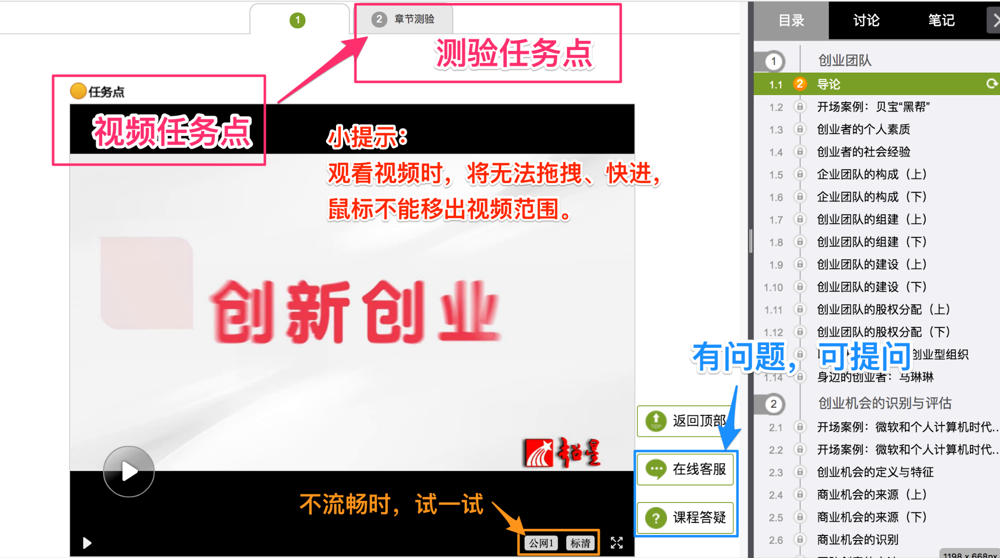 1
2 章节测验
测验任务点
任务点
视频任务点
小提示：
观看视频时，将无法拖拽、快进，
鼠标不能移出视频范围。
创新创业
超星
不流畅时，试一试
公网1 标清
有问题，可提问
TOP 返回顶部
在线客服
? 课程答疑
目录 讨论 笔记
1 创业团队
1.1 2 导论
1.2 开场案例：贝宝“黑帮”
1.3 创业者的个人素质
1.4 创业者的社会经验
1.5 企业团队的构成（上）
1.6 企业团队的构成（下）
1.7 创业团队的组建（上）
1.8 创业团队的组建（下）
1.9 创业团队的建设（上）
1.10 创业团队的建设（下）
1.11 创业团队的股权分配（上）
1.12 创业团队的股权分配（下）
创业型组织
1.14 身边的创业者：马琳琳
2 创业机会的识别与评估
2.1 开场案例：微软和个人计算机时代...
2.2 开场案例：微软和个人计算机时代...
2.3 创业机会的定义与特征
2.4 商业机会的来源（上）
2.5 商业机会的来源（下）
2.6 商业机会的识别
1198 x 668px